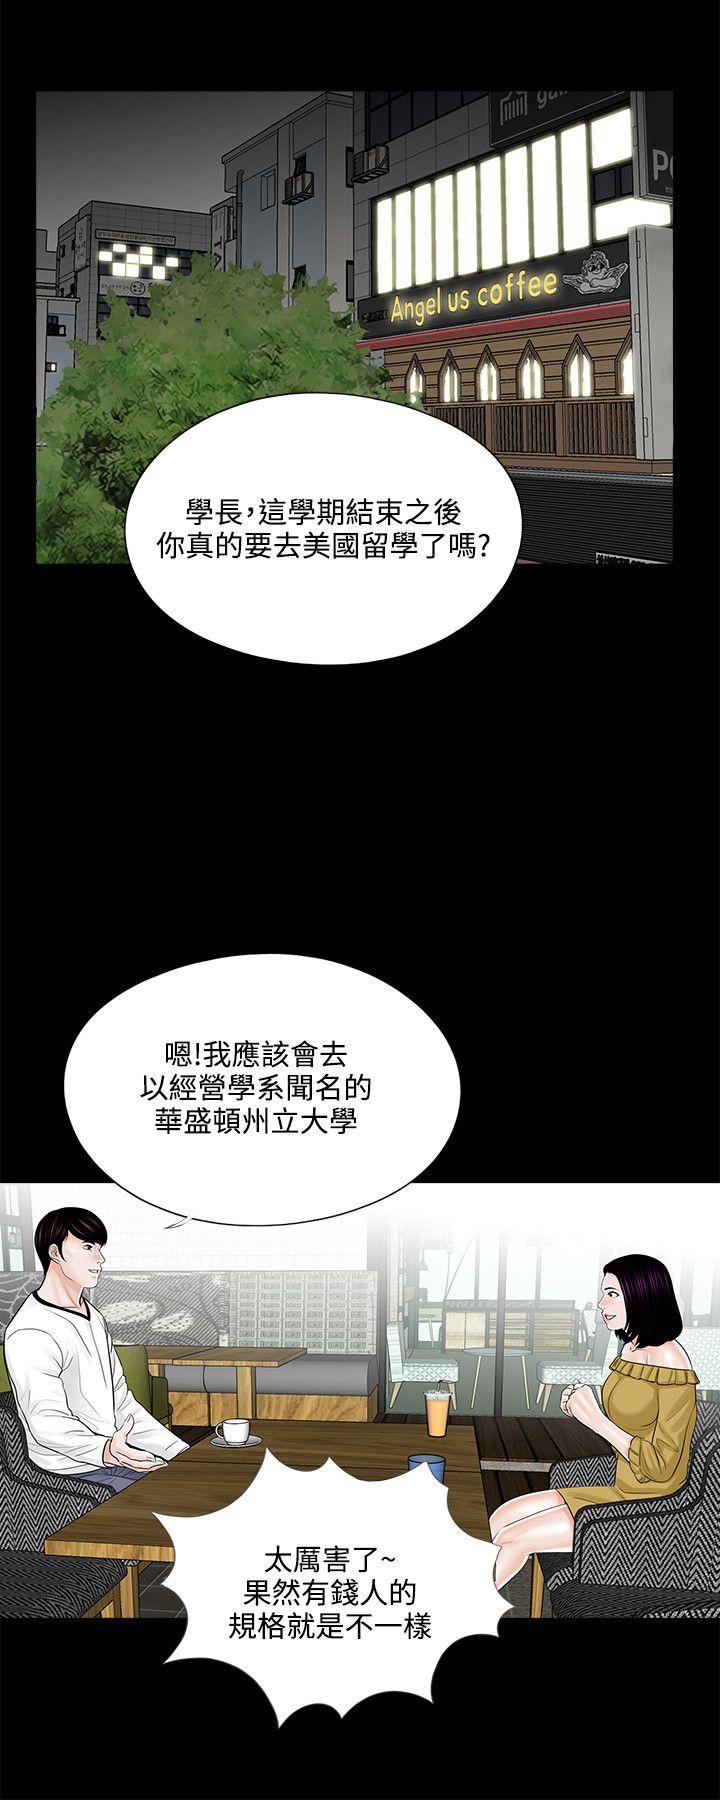 Angel us coffee
學長,這學期結束之後
你真的要去美國留學了嗎?
嗯!我應該會去
以經營學系聞名的
華盛頓州立大學
太厲害了~
果然有錢人的
規格就是不一樣